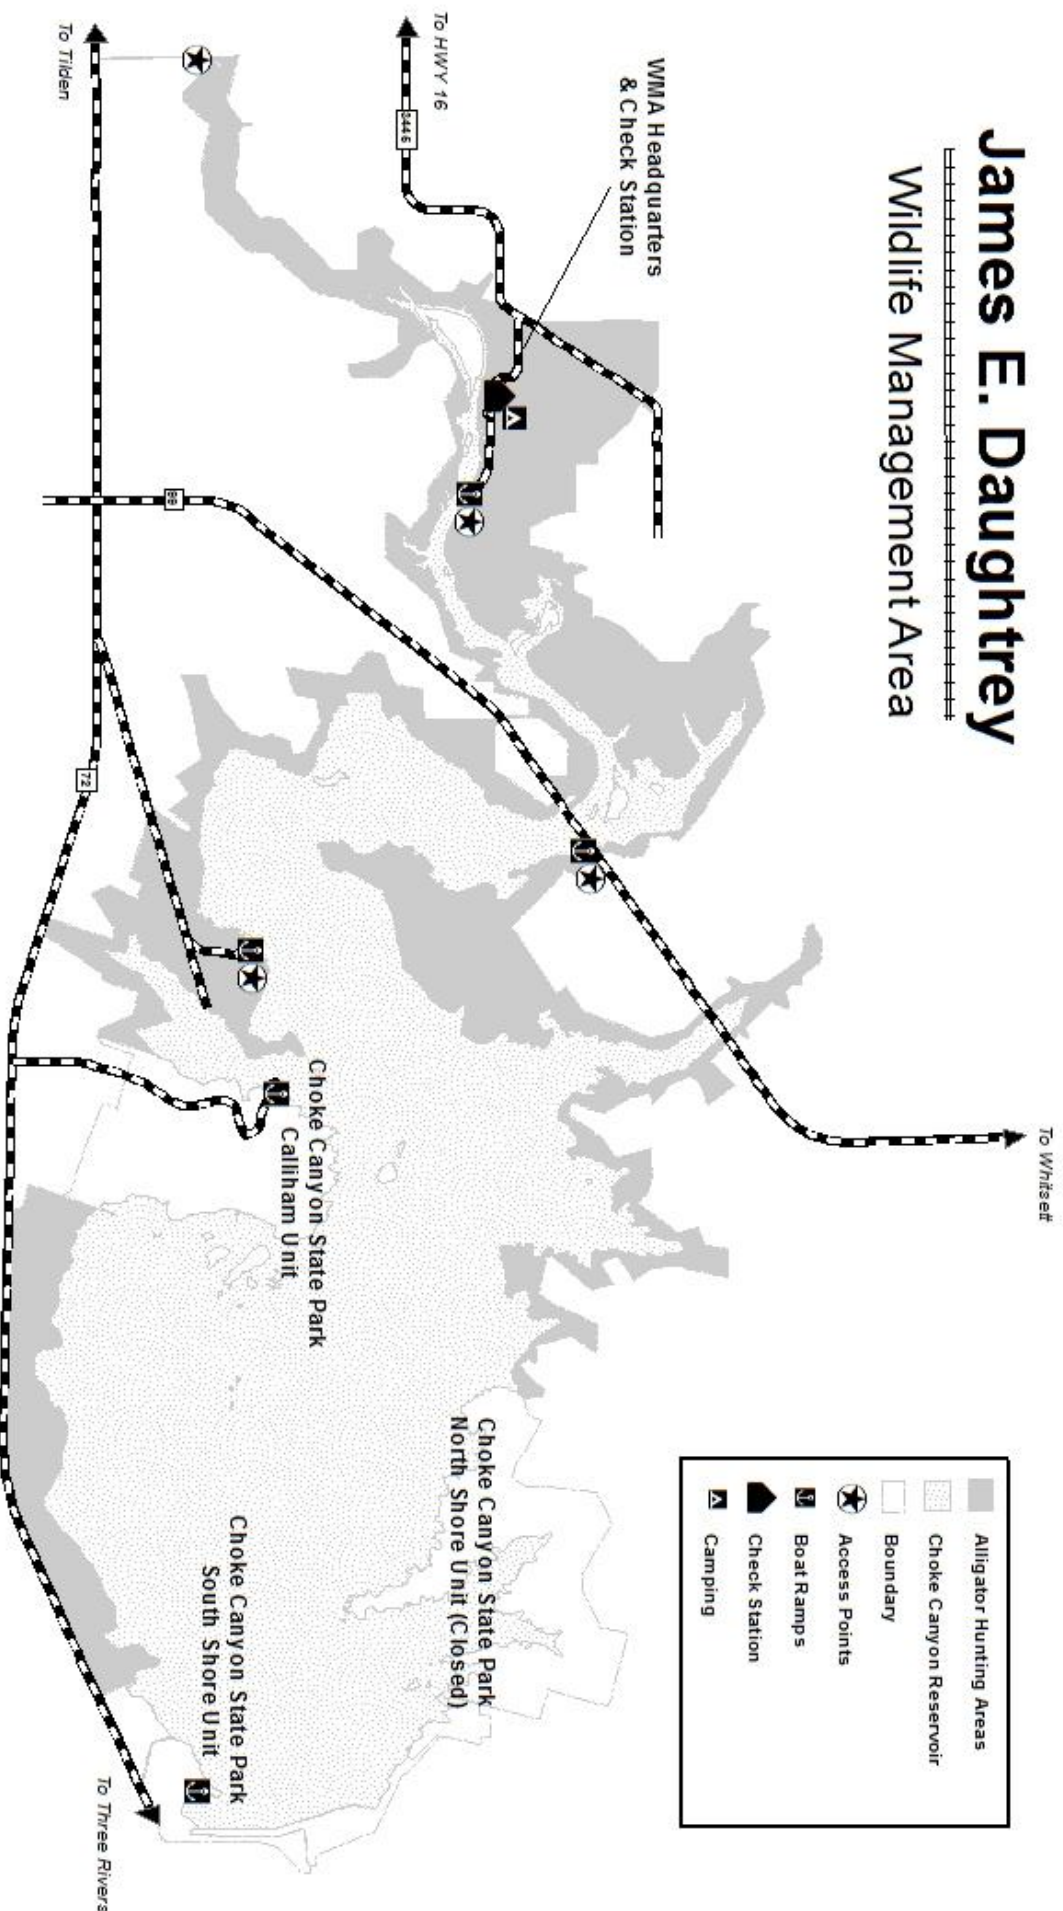 James E. Daughtrey
Wildlife Management Area
To Whitsett
Alligator Hunting Areas
Choke Canyon Reservoir
Boundary
Access Points
Boat Ramps
Check Station
Camping
WMA Headquarters
& Check Station
To HWY 16
3445
Choke Canyon State Park
North Shore Unit (Closed)
Choke Canyon State Park
Calliham Unit
Choke Canyon State Park
South Shore Unit
99
72
To Tilden
To Three Rivers